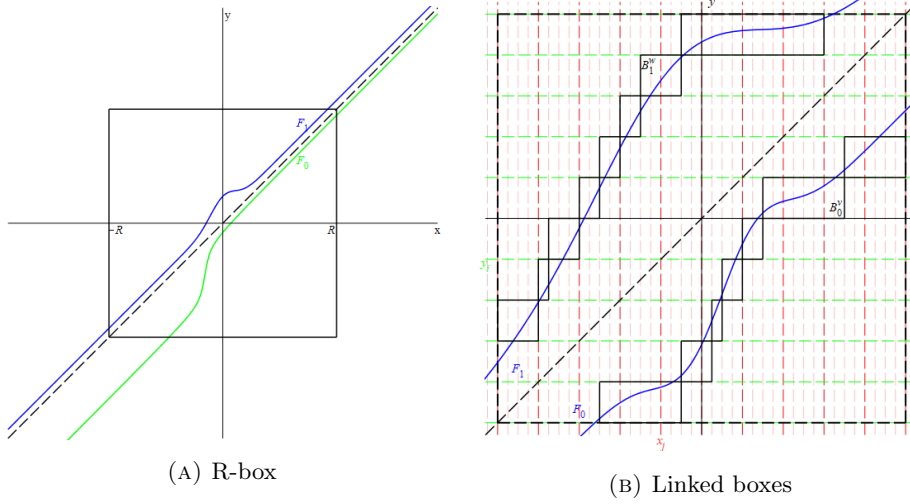 y
F₁
F₀
-R
R
x
(A) R-box
y
B₁ʷ
B₀ᵛ
yᵢ
F₁
F₀
xⱼ
(B) Linked boxes